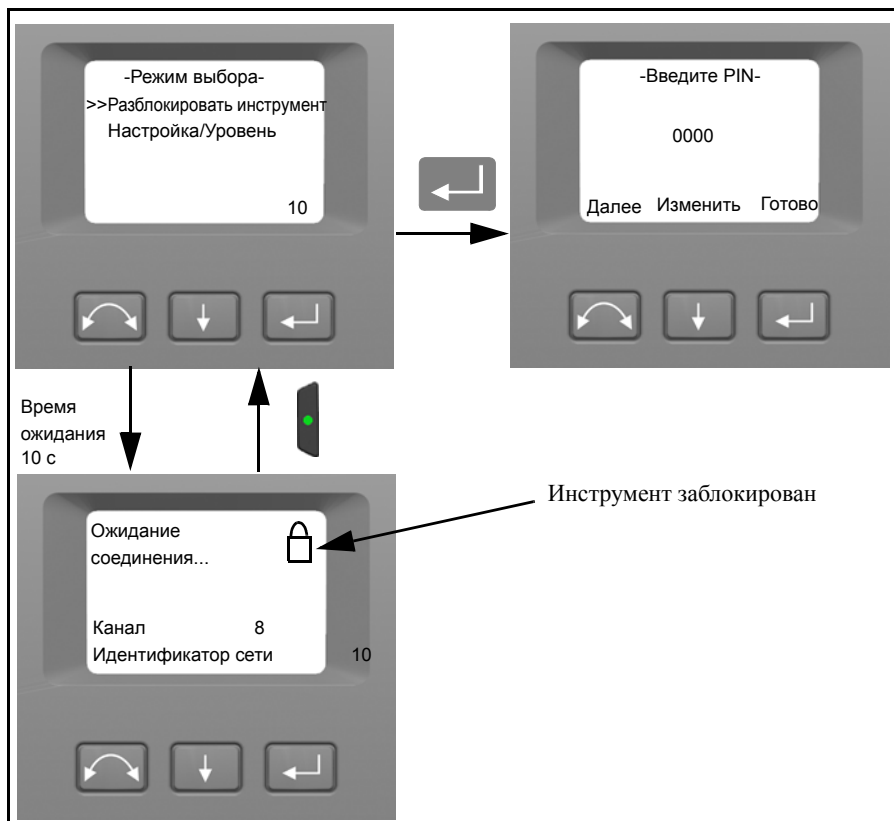 -Режим выбора-
>>Разблокировать инструмент
Настройка/Уровень
10
-Введите PIN-
0000
Далее Изменить Готово
Время
ожидания
10 с
Ожидание
соединения...
Канал 8
Идентификатор сети 10
Инструмент заблокирован